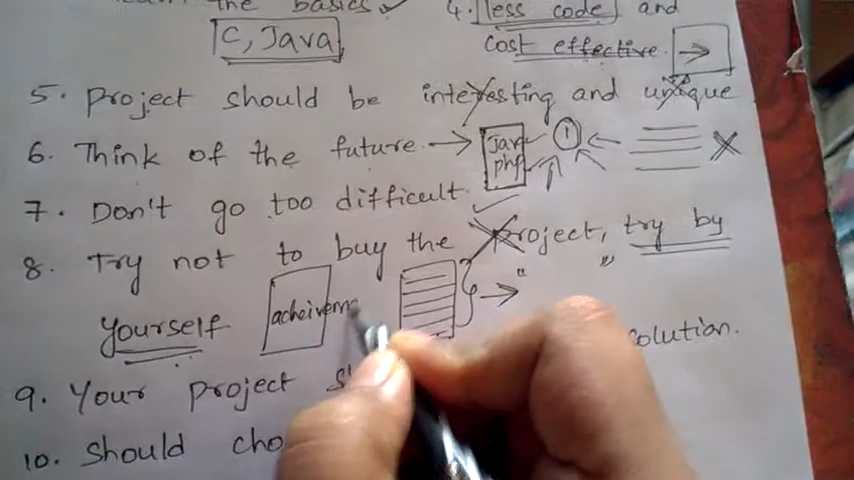 the basics
4. less code and
C, Java
cost effective
5. project should be interesting and unique
6. Think of the future → Java php 1
7. Don't go too difficult
8. Try not to buy the project, try by
yourself acheiveme
9. Your project s solution.
10. should cho